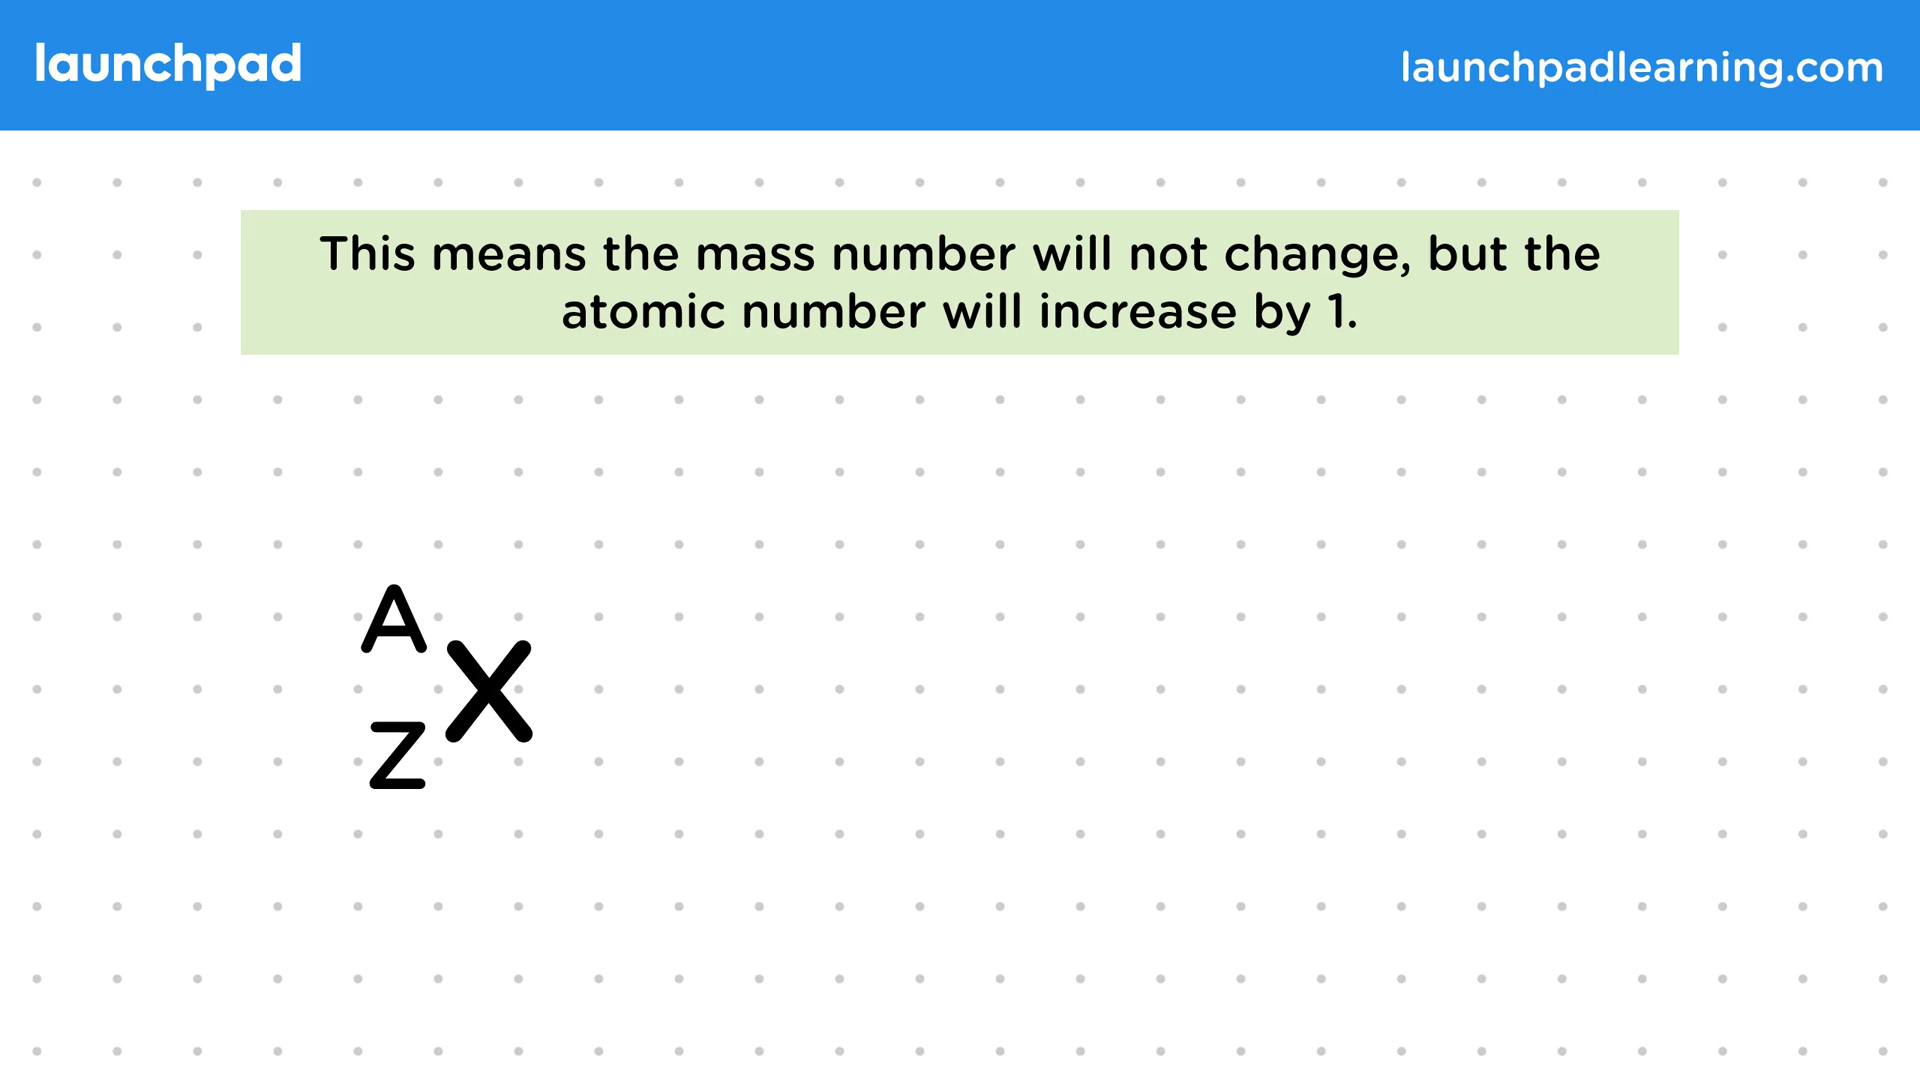 launchpad
launchpadlearning.com
This means the mass number will not change, but the
atomic number will increase by 1.
A
X
Z